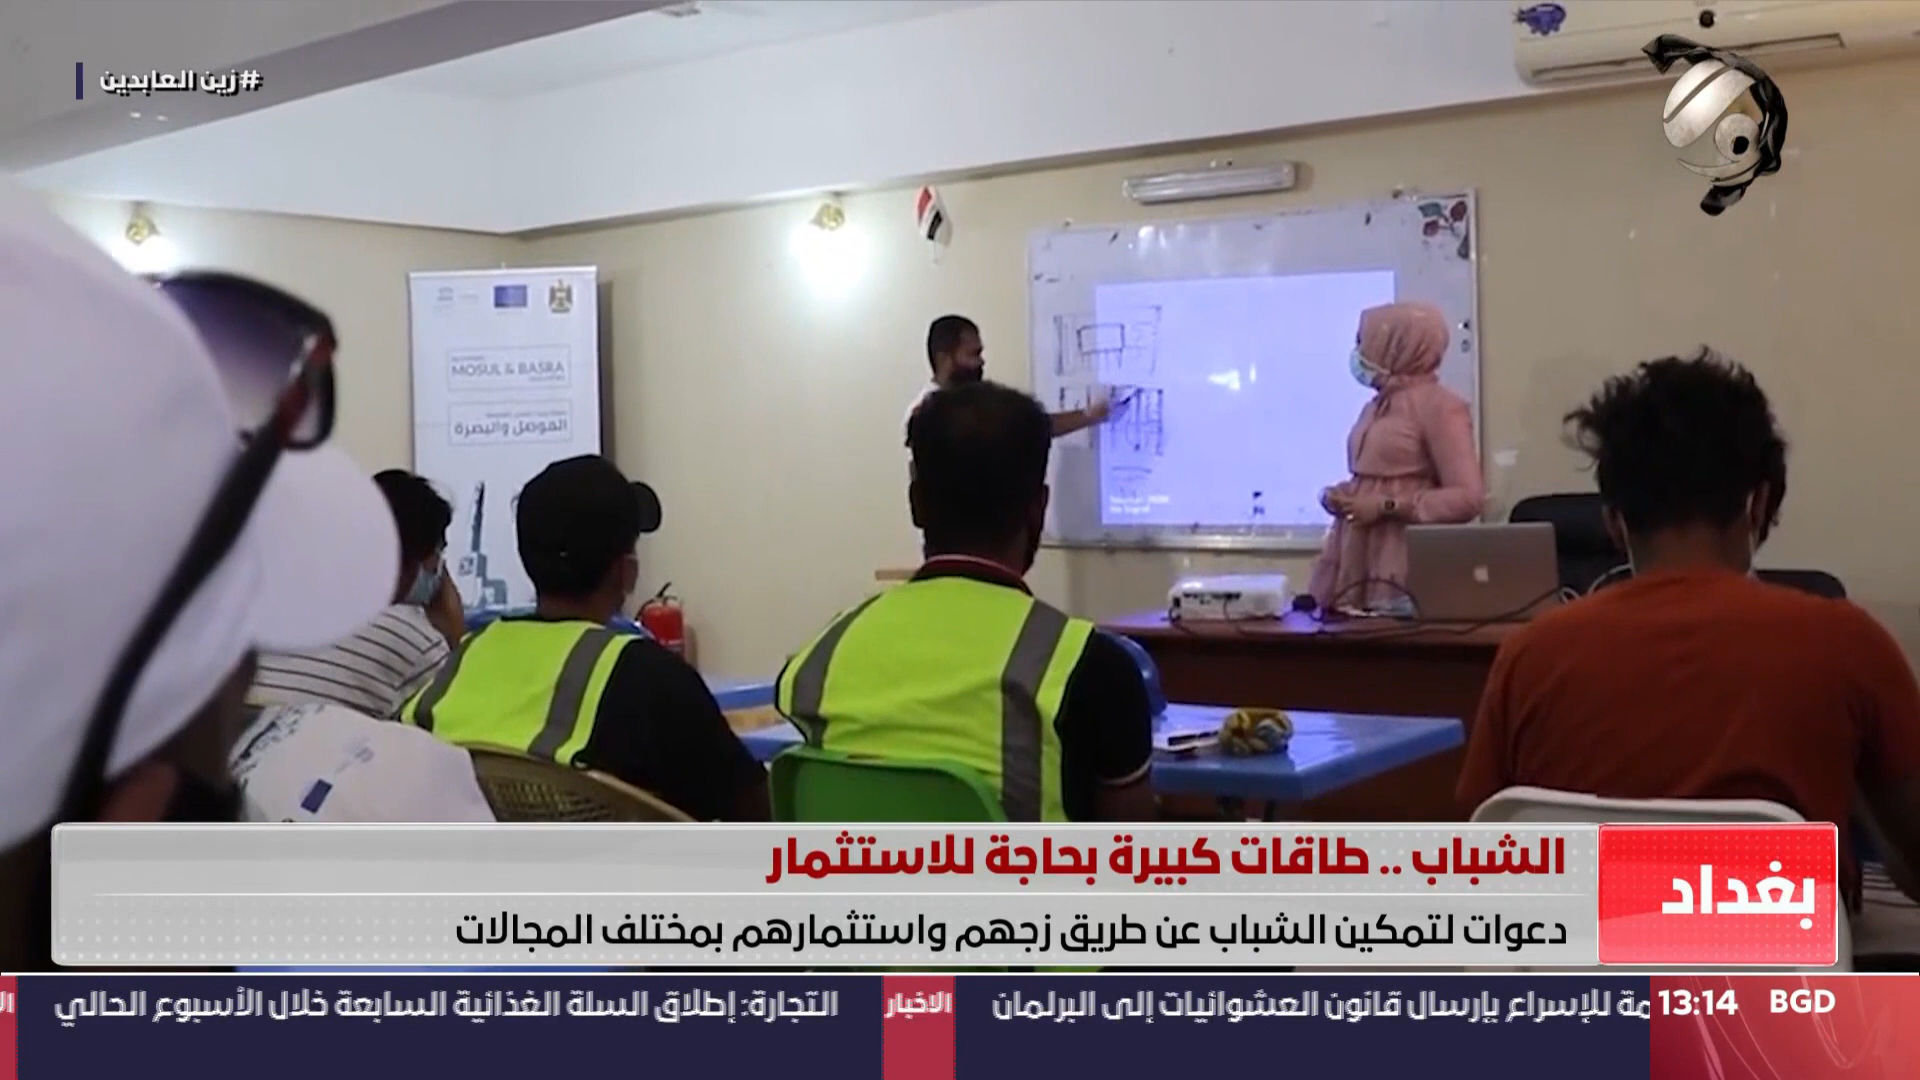 #زين العابدين
MOSUL & BASRA
الموصل والبصرة
بغداد
الشباب .. طاقات كبيرة بحاجة للاستثمار
دعوات لتمكين الشباب عن طريق زجهم واستثمارهم بمختلف المجالات
BGD 13:14
مة للإسراع بإرسال قانون العشوائيات إلى البرلمان
الاخبار
التجارة: إطلاق السلة الغذائية السابعة خلال الأسبوع الحالي